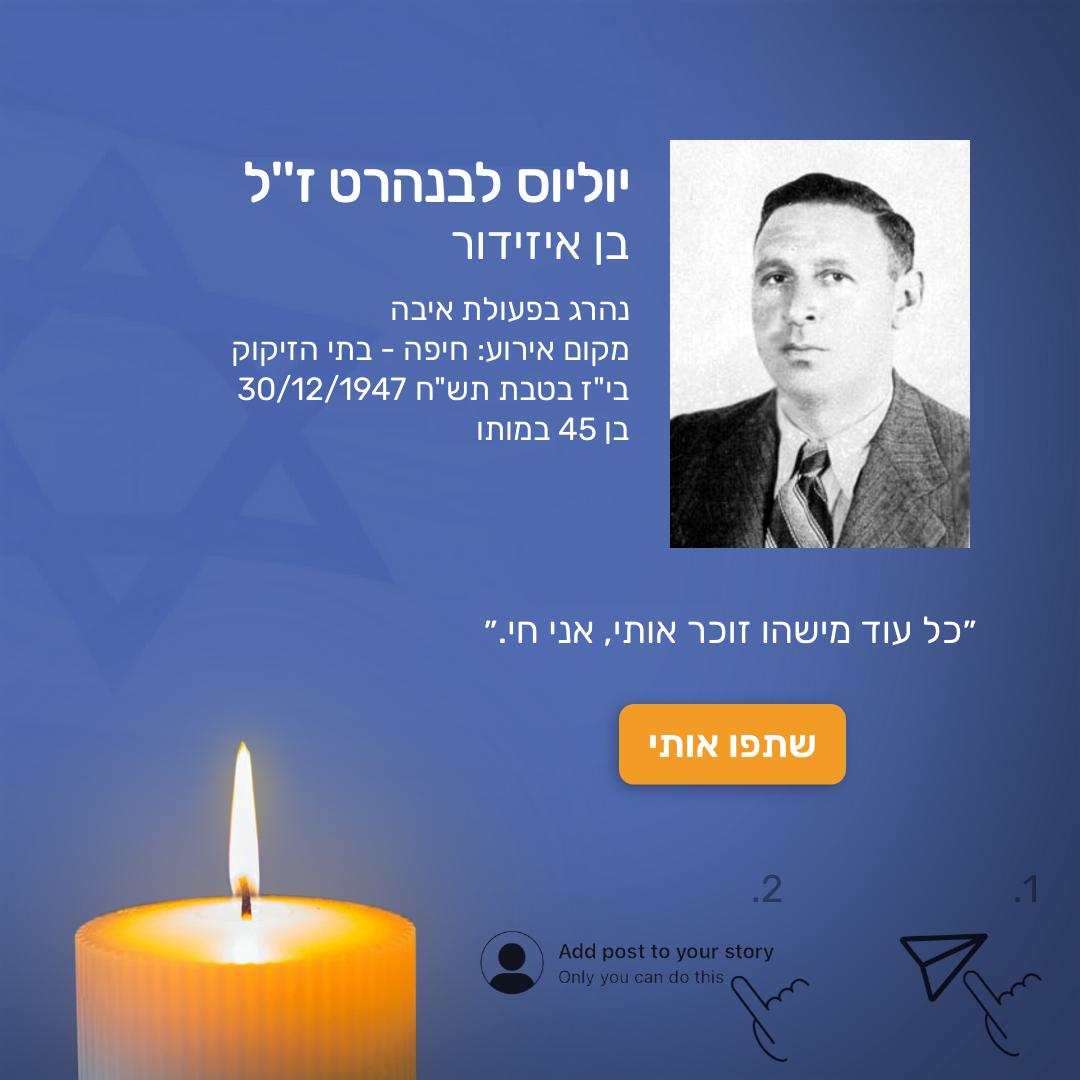 יוליוס לבנהרט ז"ל
בן איזידור
נהרג בפעולת איבה
מקום אירוע: חיפה - בתי הזיקוק
בי"ז בטבת תש"ח 30/12/1947
בן 45 במותו
״כל עוד מישהו זוכר אותי, אני חי.״
שתפו אותי
1.
2.
Add post to your story
Only you can do this